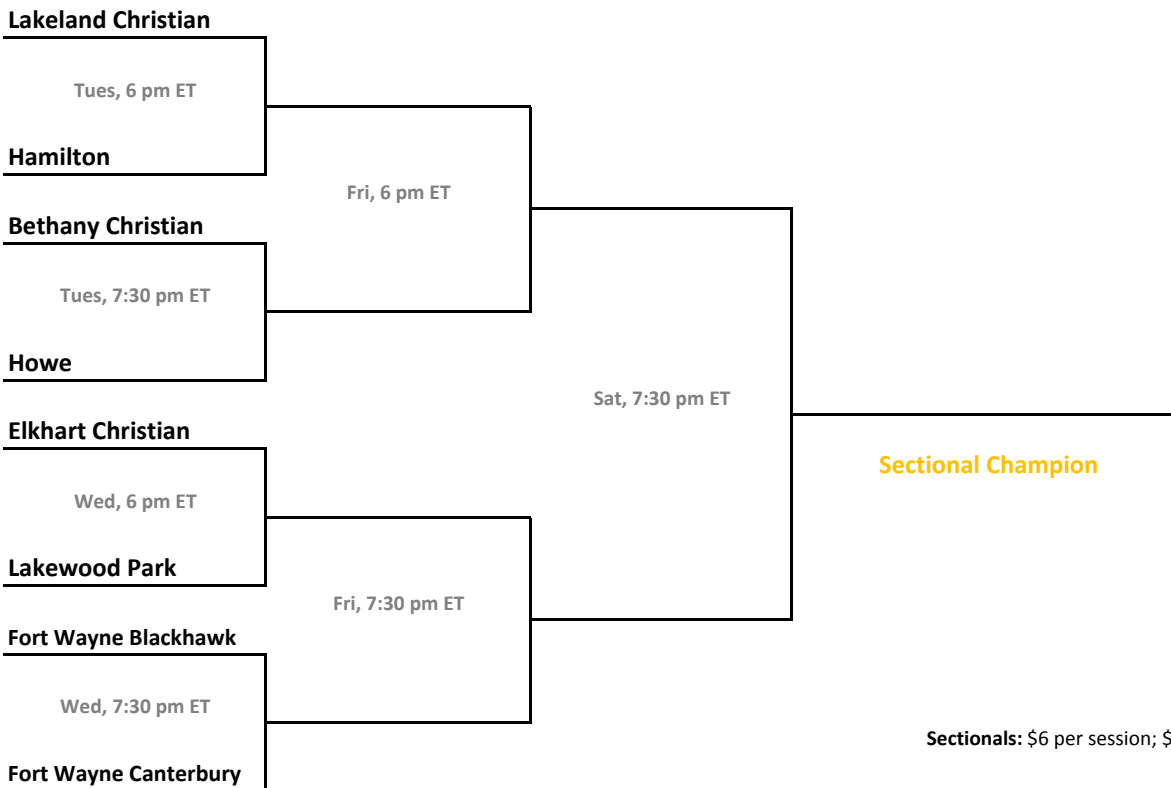 Lakeland Christian
Tues, 6 pm ET
Hamilton
Fri, 6 pm ET
Bethany Christian
Tues, 7:30 pm ET
Howe
Sat, 7:30 pm ET
Elkhart Christian
Sectional Champion
Wed, 6 pm ET
Lakewood Park
Fri, 7:30 pm ET
Fort Wayne Blackhawk
Wed, 7:30 pm ET
Sectionals: $6 per session; $
Fort Wayne Canterbury